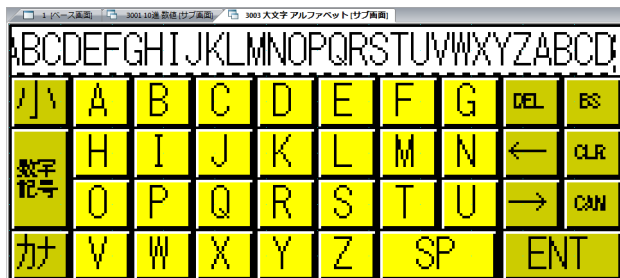 1 [ベース画面] 3001 10進 数値 [サブ画面] 3003 大文字 アルファベット [サブ画面]
ABCDEFGHIJKLMNOPQRSTUVWXYZABCD
小 A B C D E F G DEL BS
数字 H I J K L M N ← CLR
記号 O P Q R S T U → CAN
カナ V W X Y Z SP ENT